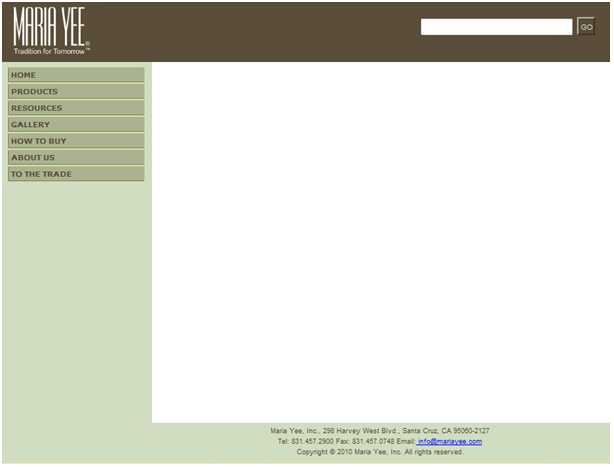 MARIA YEE®
Tradition for Tomorrow™
GO
HOME
PRODUCTS
RESOURCES
GALLERY
HOW TO BUY
ABOUT US
TO THE TRADE
Maria Yee, Inc., 298 Harvey West Blvd., Santa Cruz, CA 95060-2127
Tel: 831.457.2900 Fax: 831.457.0748 Email: info@mariayee.com
Copyright © 2010 Maria Yee, Inc. All rights reserved.